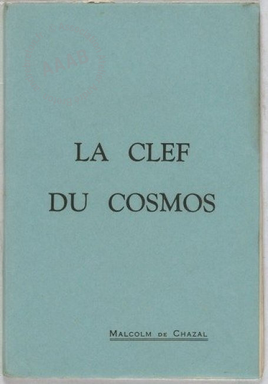 LA CLEF
DU COSMOS
MALCOLM DE CHAZAL